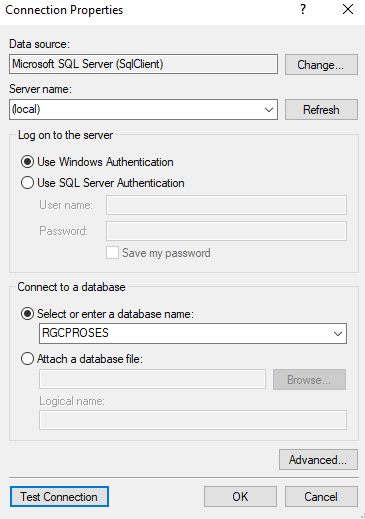 Connection Properties
?
Data source:
Microsoft SQL Server (SqlClient)
Change...
Server name:
(local)
Refresh
Log on to the server
Use Windows Authentication
Use SQL Server Authentication
User name:
Password:
Save my password
Connect to a database
Select or enter a database name:
RGCPROSES
Attach a database file:
Browse...
Logical name:
Advanced...
Test Connection
OK
Cancel